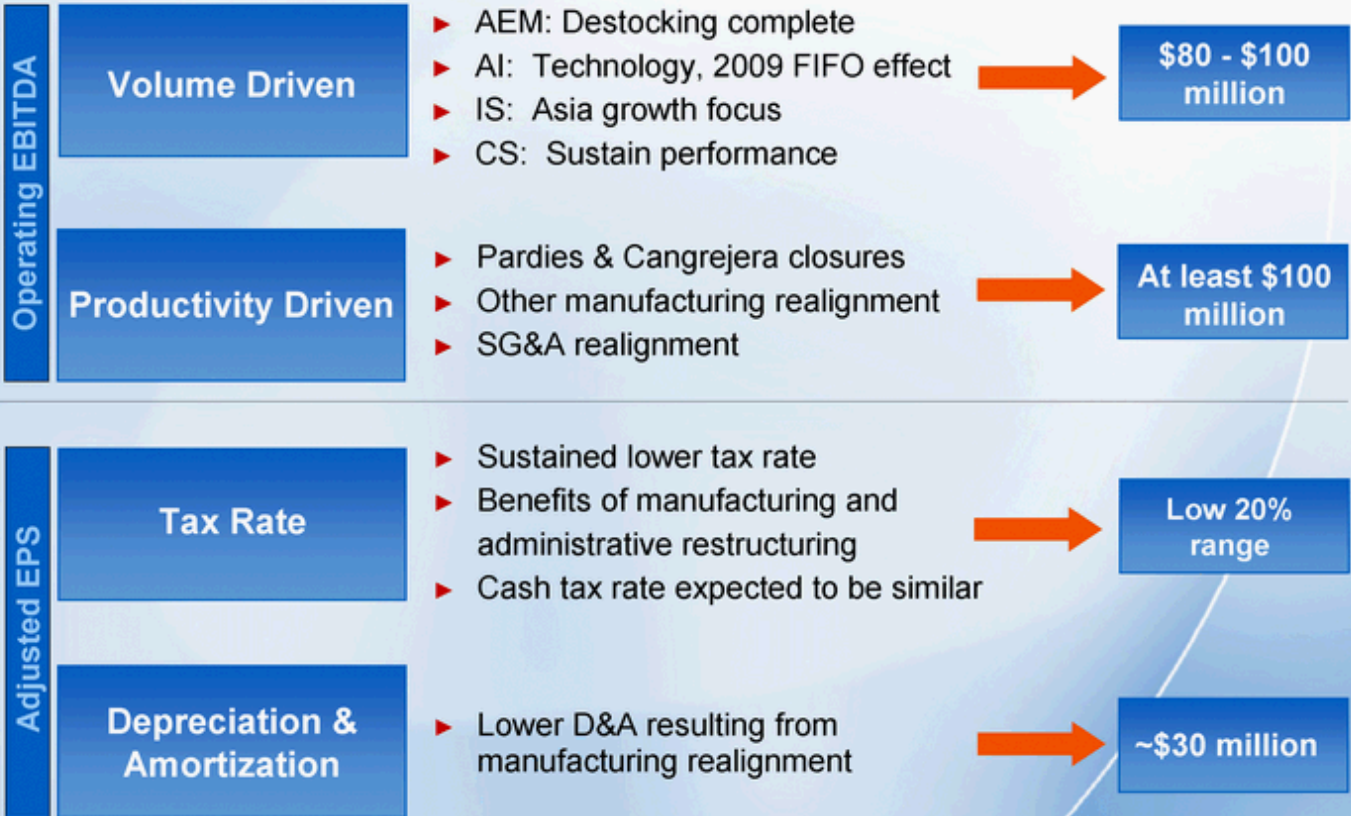 Operating EBITDA
Volume Driven
► AEM: Destocking complete
► AI: Technology, 2009 FIFO effect
► IS: Asia growth focus
► CS: Sustain performance
$80 - $100
million
Productivity Driven
► Pardies & Cangrejera closures
► Other manufacturing realignment
► SG&A realignment
At least $100
million
Adjusted EPS
Tax Rate
► Sustained lower tax rate
► Benefits of manufacturing and
administrative restructuring
► Cash tax rate expected to be similar
Low 20%
range
Depreciation &
Amortization
► Lower D&A resulting from
manufacturing realignment
~$30 million